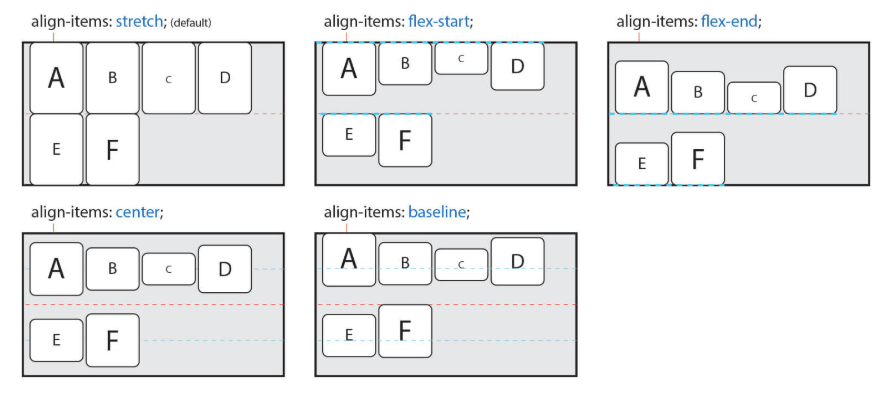 align-items: stretch; (default)
A B c D
E F
align-items: flex-start;
A B c D
E F
align-items: flex-end;
A B c D
E F
align-items: center;
A B c D
E F
align-items: baseline;
A B c D
E F